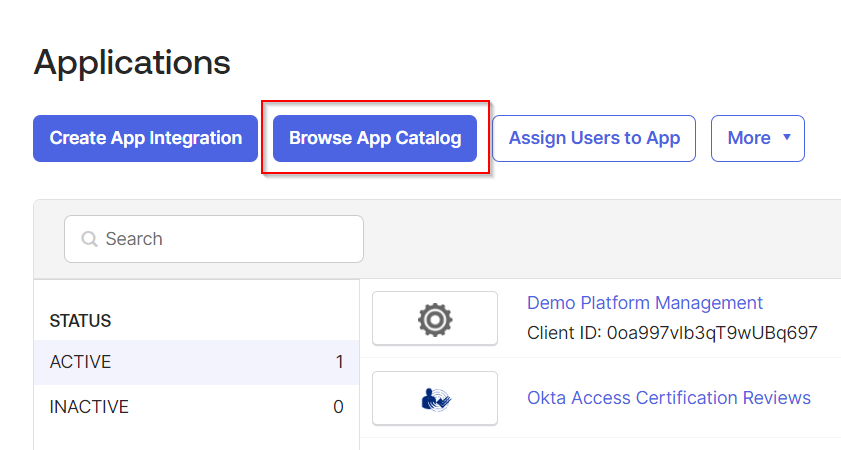 Applications
Create App Integration
Browse App Catalog
Assign Users to App
More
Search
STATUS
ACTIVE 1
INACTIVE 0
Demo Platform Management
Client ID: 0oa997vlb3qT9wUBq697
Okta Access Certification Reviews